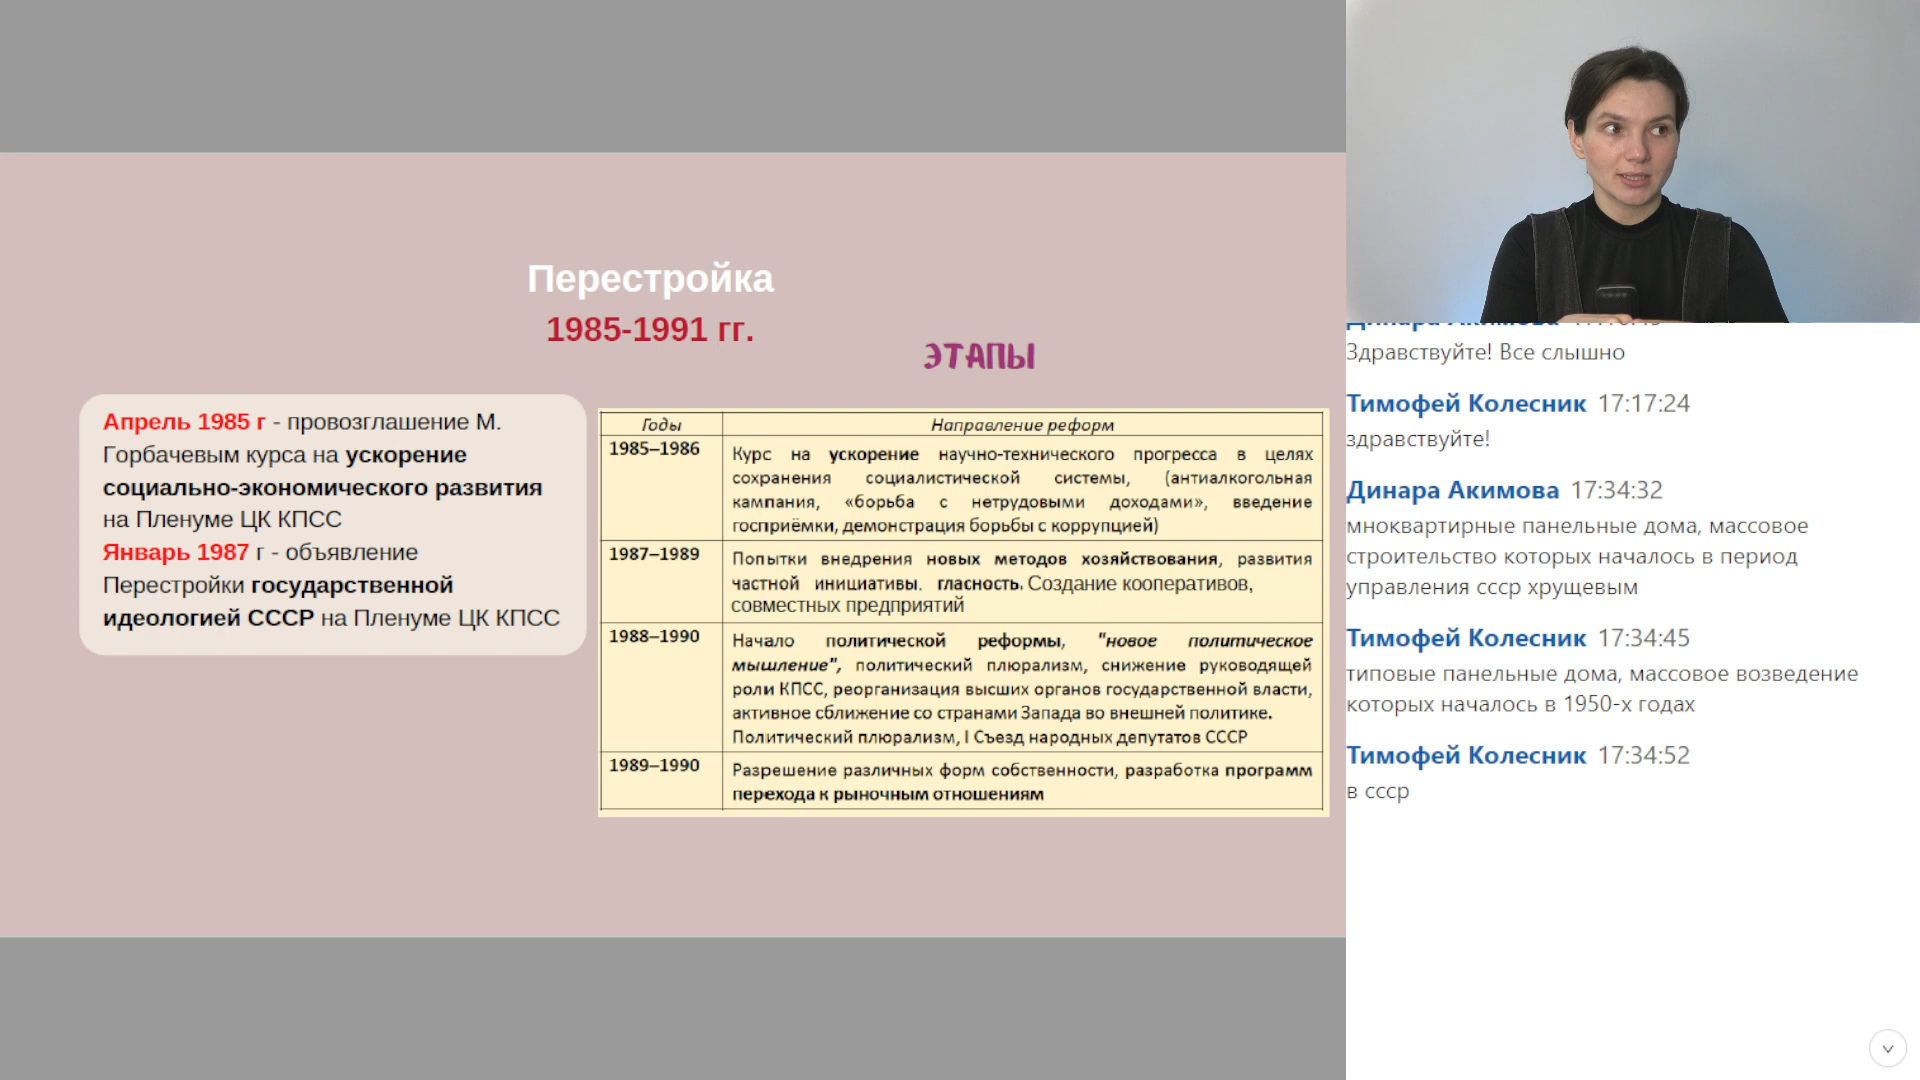 Перестройка
1985-1991 гг.
ЭТАПЫ
Апрель 1985 г - провозглашение М.
Горбачевым курса на ускорение
социально-экономического развития
на Пленуме ЦК КПСС
Январь 1987 г - объявление
Перестройки государственной
идеологией СССР на Пленуме ЦК КПСС
Годы Направление реформ
1985–1986 Курс на ускорение научно-технического прогресса в целях
сохранения социалистической системы, (антиалкогольная
кампания, «борьба с нетрудовыми доходами», введение
госприёмки, демонстрация борьбы с коррупцией)
1987–1989 Попытки внедрения новых методов хозяйствования, развития
частной инициативы. гласность. Создание кооперативов,
совместных предприятий
1988–1990 Начало политической реформы, "новое политическое
мышление", политический плюрализм, снижение руководящей
роли КПСС, реорганизация высших органов государственной власти,
активное сближение со странами Запада во внешней политике.
Политический плюрализм, I Съезд народных депутатов СССР
1989–1990 Разрешение различных форм собственности, разработка программ
перехода к рыночным отношениям
Динара Акимова
Здравствуйте! Все слышно
Тимофей Колесник 17:17:24
здравствуйте!
Динара Акимова 17:34:32
мноквартирные панельные дома, массовое
строительство которых началось в период
управления ссср хрущевым
Тимофей Колесник 17:34:45
типовые панельные дома, массовое возведение
которых началось в 1950-х годах
Тимофей Колесник 17:34:52
в ссср